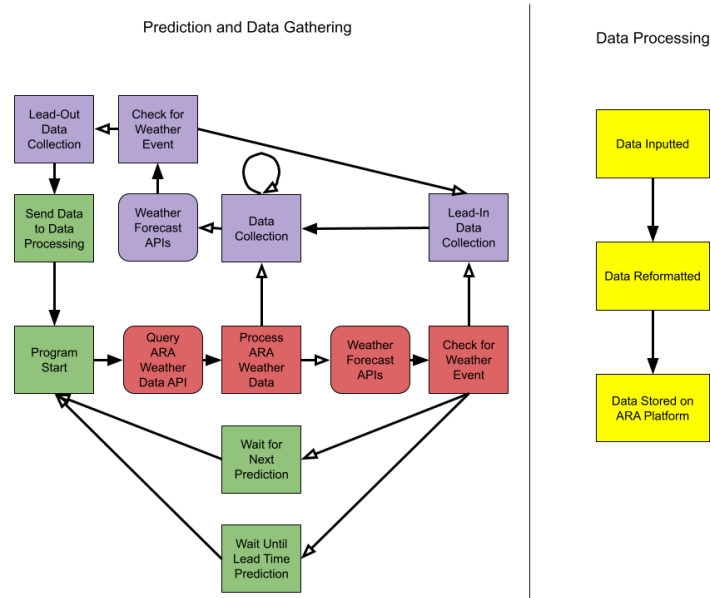 Prediction and Data Gathering
Data Processing
Lead-Out
Data
Collection
Check for
Weather
Event
Send Data
to Data
Processing
Weather
Forecast
APIs
Data
Collection
Lead-In
Data
Collection
Program
Start
Query
ARA
Weather
Data API
Process
ARA
Weather
Data
Weather
Forecast
APIs
Check for
Weather
Event
Wait for
Next
Prediction
Wait Until
Lead Time
Prediction
Data Inputted
Data Reformatted
Data Stored on
ARA Platform